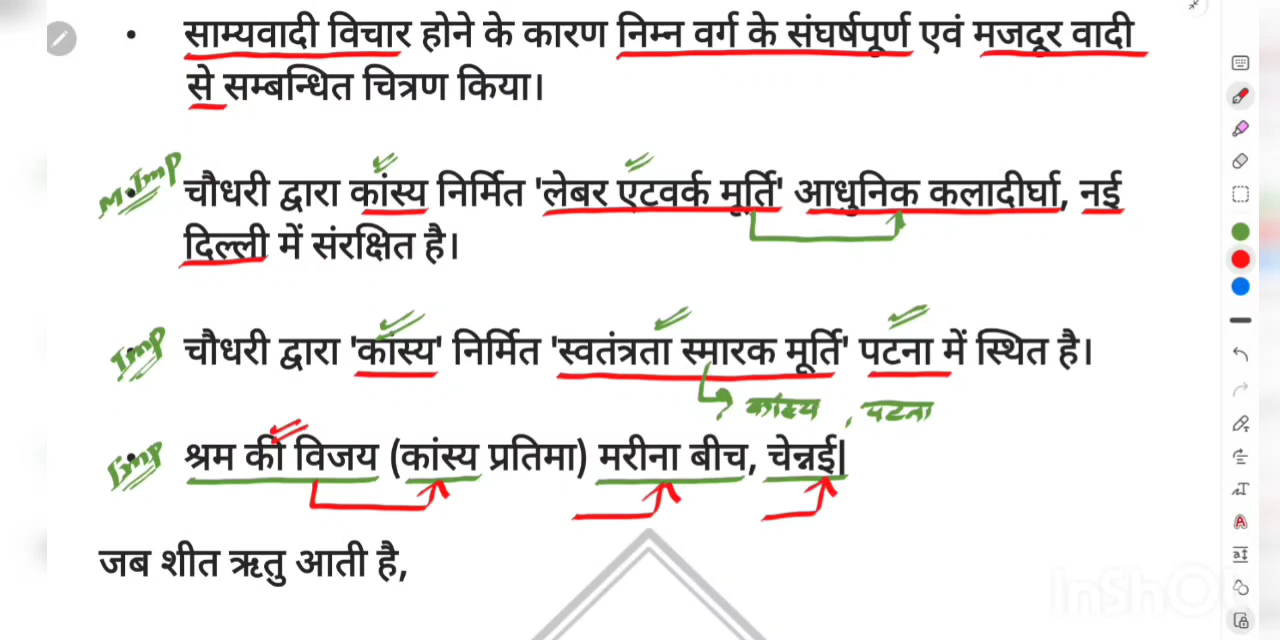 • साम्यवादी विचार होने के कारण निम्न वर्ग के संघर्षपूर्ण एवं मजदूर वादी
से सम्बन्धित चित्रण किया।
M.Imp चौधरी द्वारा कांस्य निर्मित 'लेबर एटवर्क मूर्ति' आधुनिक कलादीर्घा, नई
दिल्ली में संरक्षित है।
Imp चौधरी द्वारा 'कांस्य' निर्मित 'स्वतंत्रता स्मारक मूर्ति' पटना में स्थित है।
कांस्य, पटना
Imp श्रम की विजय (कांस्य प्रतिमा) मरीना बीच, चेन्नई|
जब शीत ऋतु आती है,
InShOt